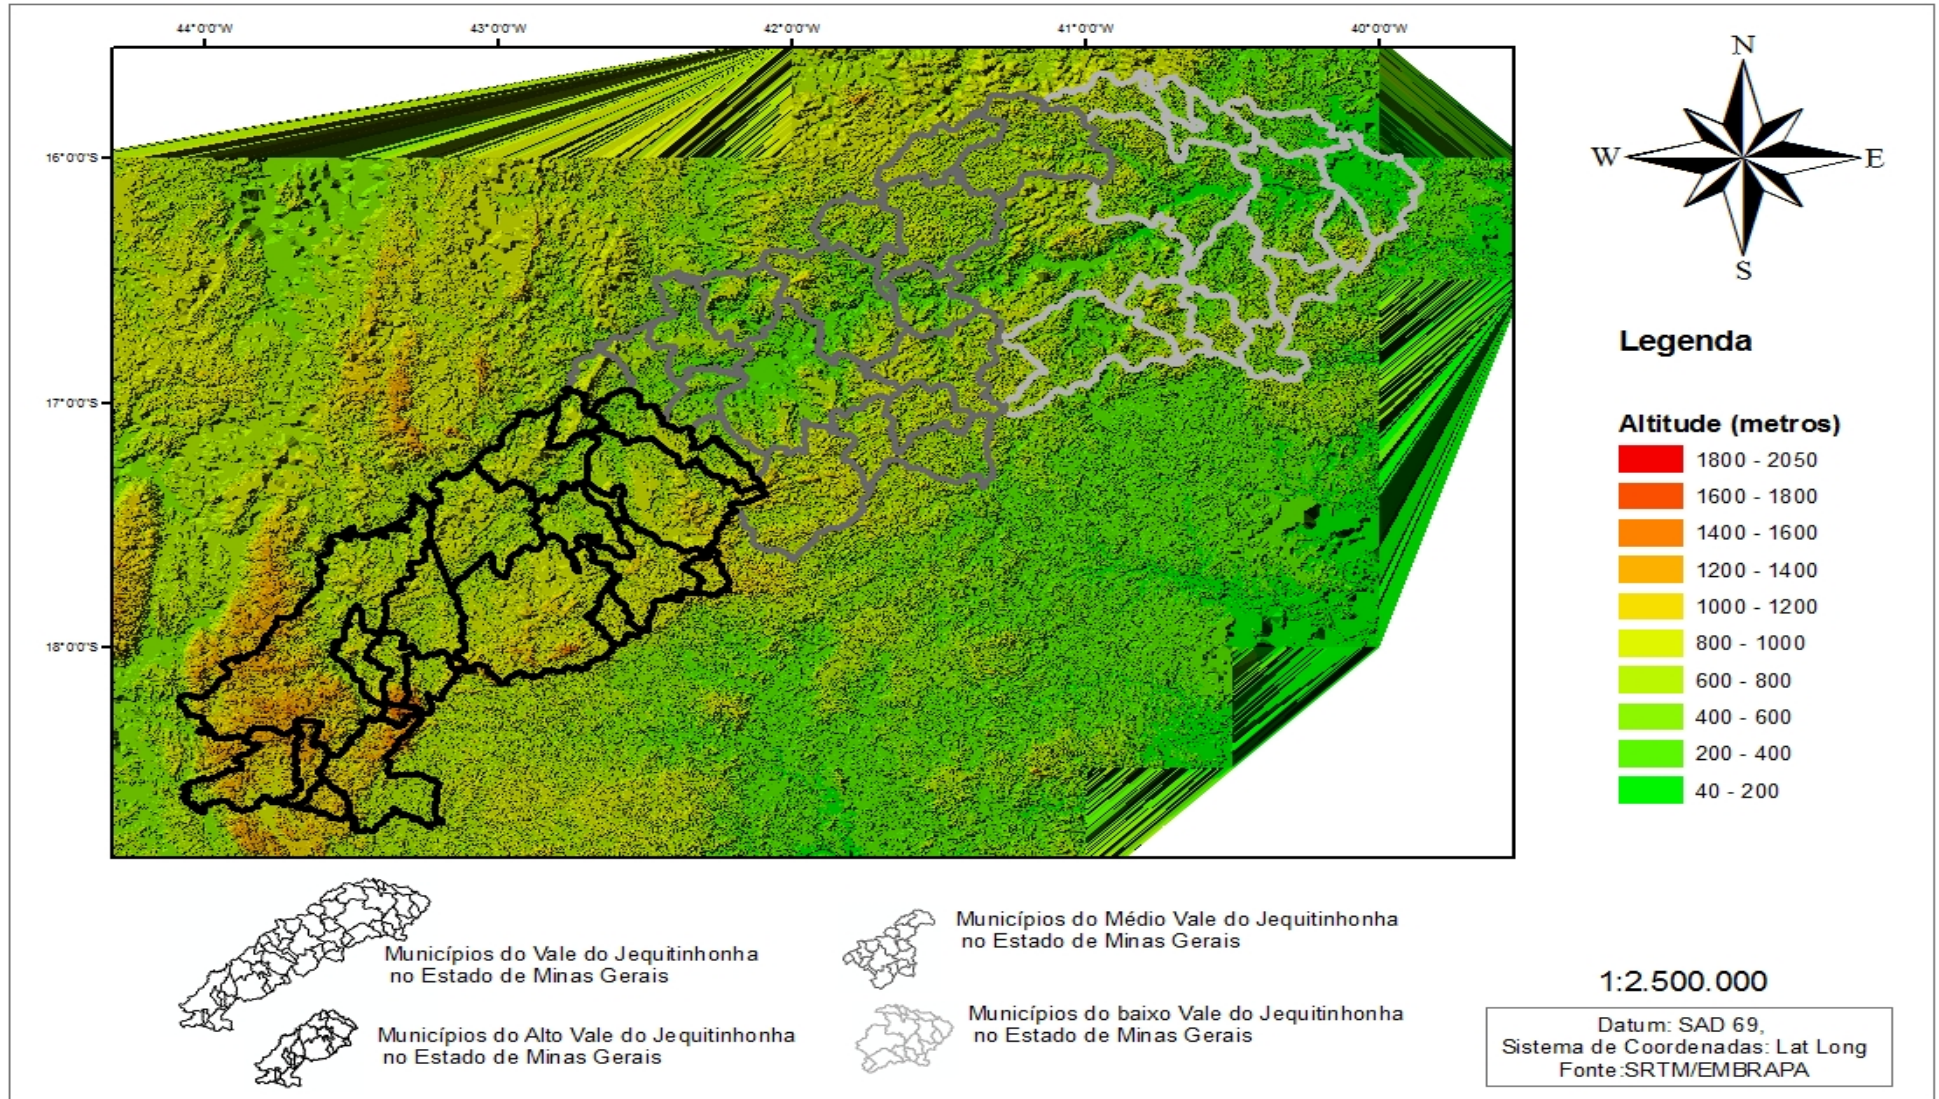 44°0'0"W
43°0'0"W
42°0'0"W
41°0'0"W
40°0'0"W
16°0'0"S
17°0'0"S
18°0'0"S
N
W
E
S
Legenda
Altitude (metros)
1800 - 2050
1600 - 1800
1400 - 1600
1200 - 1400
1000 - 1200
800 - 1000
600 - 800
400 - 600
200 - 400
40 - 200
Municípios do Vale do Jequitinhonha
no Estado de Minas Gerais
Municípios do Alto Vale do Jequitinhonha
no Estado de Minas Gerais
Municípios do Médio Vale do Jequitinhonha
no Estado de Minas Gerais
Municípios do baixo Vale do Jequitinhonha
no Estado de Minas Gerais
1:2.500.000
Datum: SAD 69,
Sistema de Coordenadas: Lat Long
Fonte:SRTM/EMBRAPA